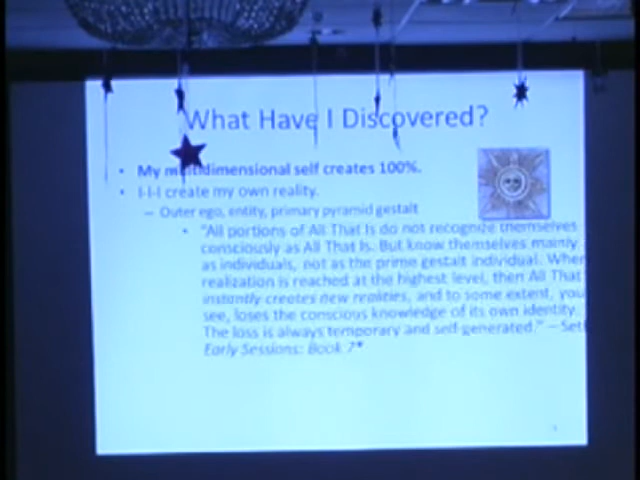 What Have I Discovered?
• My multidimensional self creates 100%.
• I-I-I create my own reality.
– Outer ego, entity, primary pyramid gestalt
• "All portions of All That Is do not recognize themselves
consciously as All That Is. But know themselves mainly
as individuals, not as the prime gestalt individual. When
realization is reached at the highest level, then All That
instantly creates new realities, and to some extent, you
see, loses the conscious knowledge of its own identity.
The loss is always temporary and self-generated." – Set
Early Sessions: Book 7*